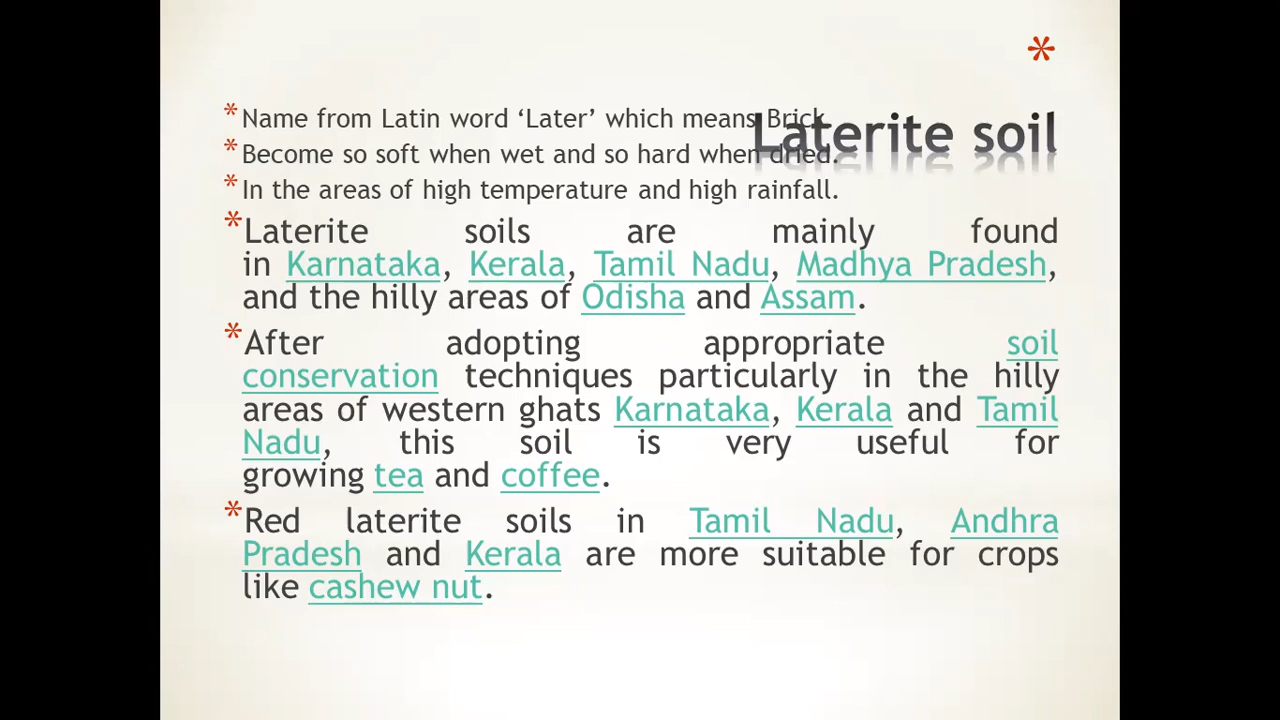 *
Laterite soil
* Name from Latin word ‘Later’ which means Brick.
* Become so soft when wet and so hard when dried.
* In the areas of high temperature and high rainfall.
* Laterite soils are mainly found
in Karnataka, Kerala, Tamil Nadu, Madhya Pradesh,
and the hilly areas of Odisha and Assam.
* After adopting appropriate soil
conservation techniques particularly in the hilly
areas of western ghats Karnataka, Kerala and Tamil
Nadu, this soil is very useful for
growing tea and coffee.
* Red laterite soils in Tamil Nadu, Andhra
Pradesh and Kerala are more suitable for crops
like cashew nut.